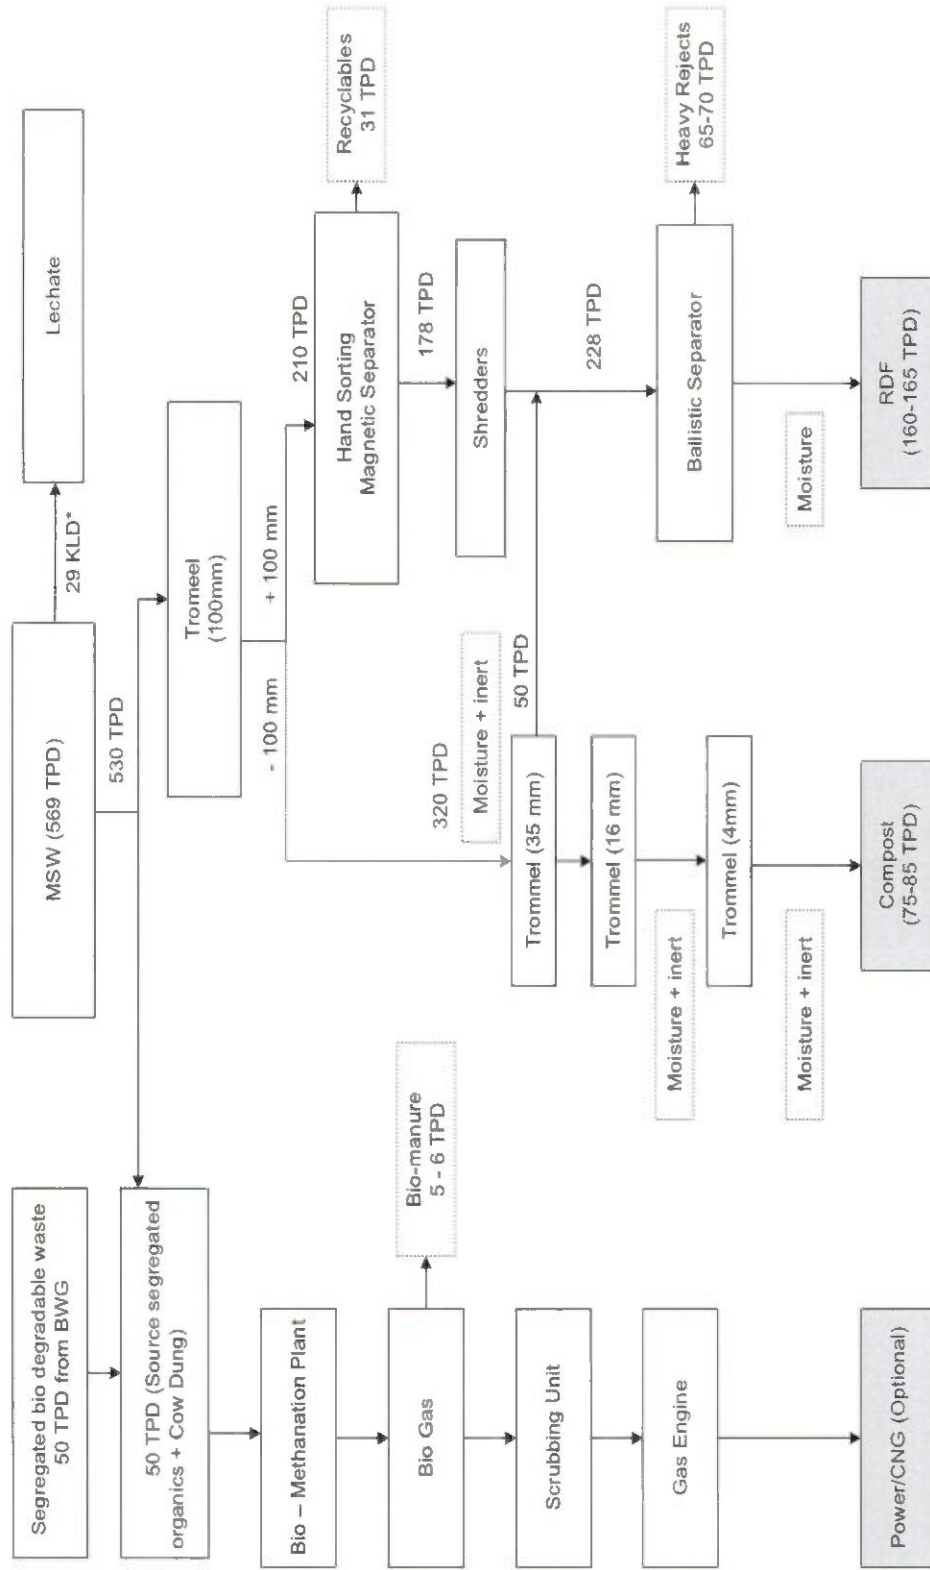 Segregated bio degradable waste
50 TPD from BWG
MSW (569 TPD)
29 KLD*
Lechate
530 TPD
50 TPD (Source segregated
organics + Cow Dung)
Tromeel
(100mm)
- 100 mm
+ 100 mm
Bio – Methanation Plant
320 TPD
210 TPD
Hand Sorting
Magnetic Separator
Recyclables
31 TPD
Bio Gas
Bio-manure
5 - 6 TPD
Moisture + inert
178 TPD
Shredders
Scrubbing Unit
Trommel (35 mm)
50 TPD
Trommel (16 mm)
228 TPD
Gas Engine
Moisture + inert
Trommel (4mm)
Ballistic Separator
Heavy Rejects
65-70 TPD
Moisture + inert
Moisture
Power/CNG (Optional)
Compost
(75-85 TPD)
RDF
(160-165 TPD)